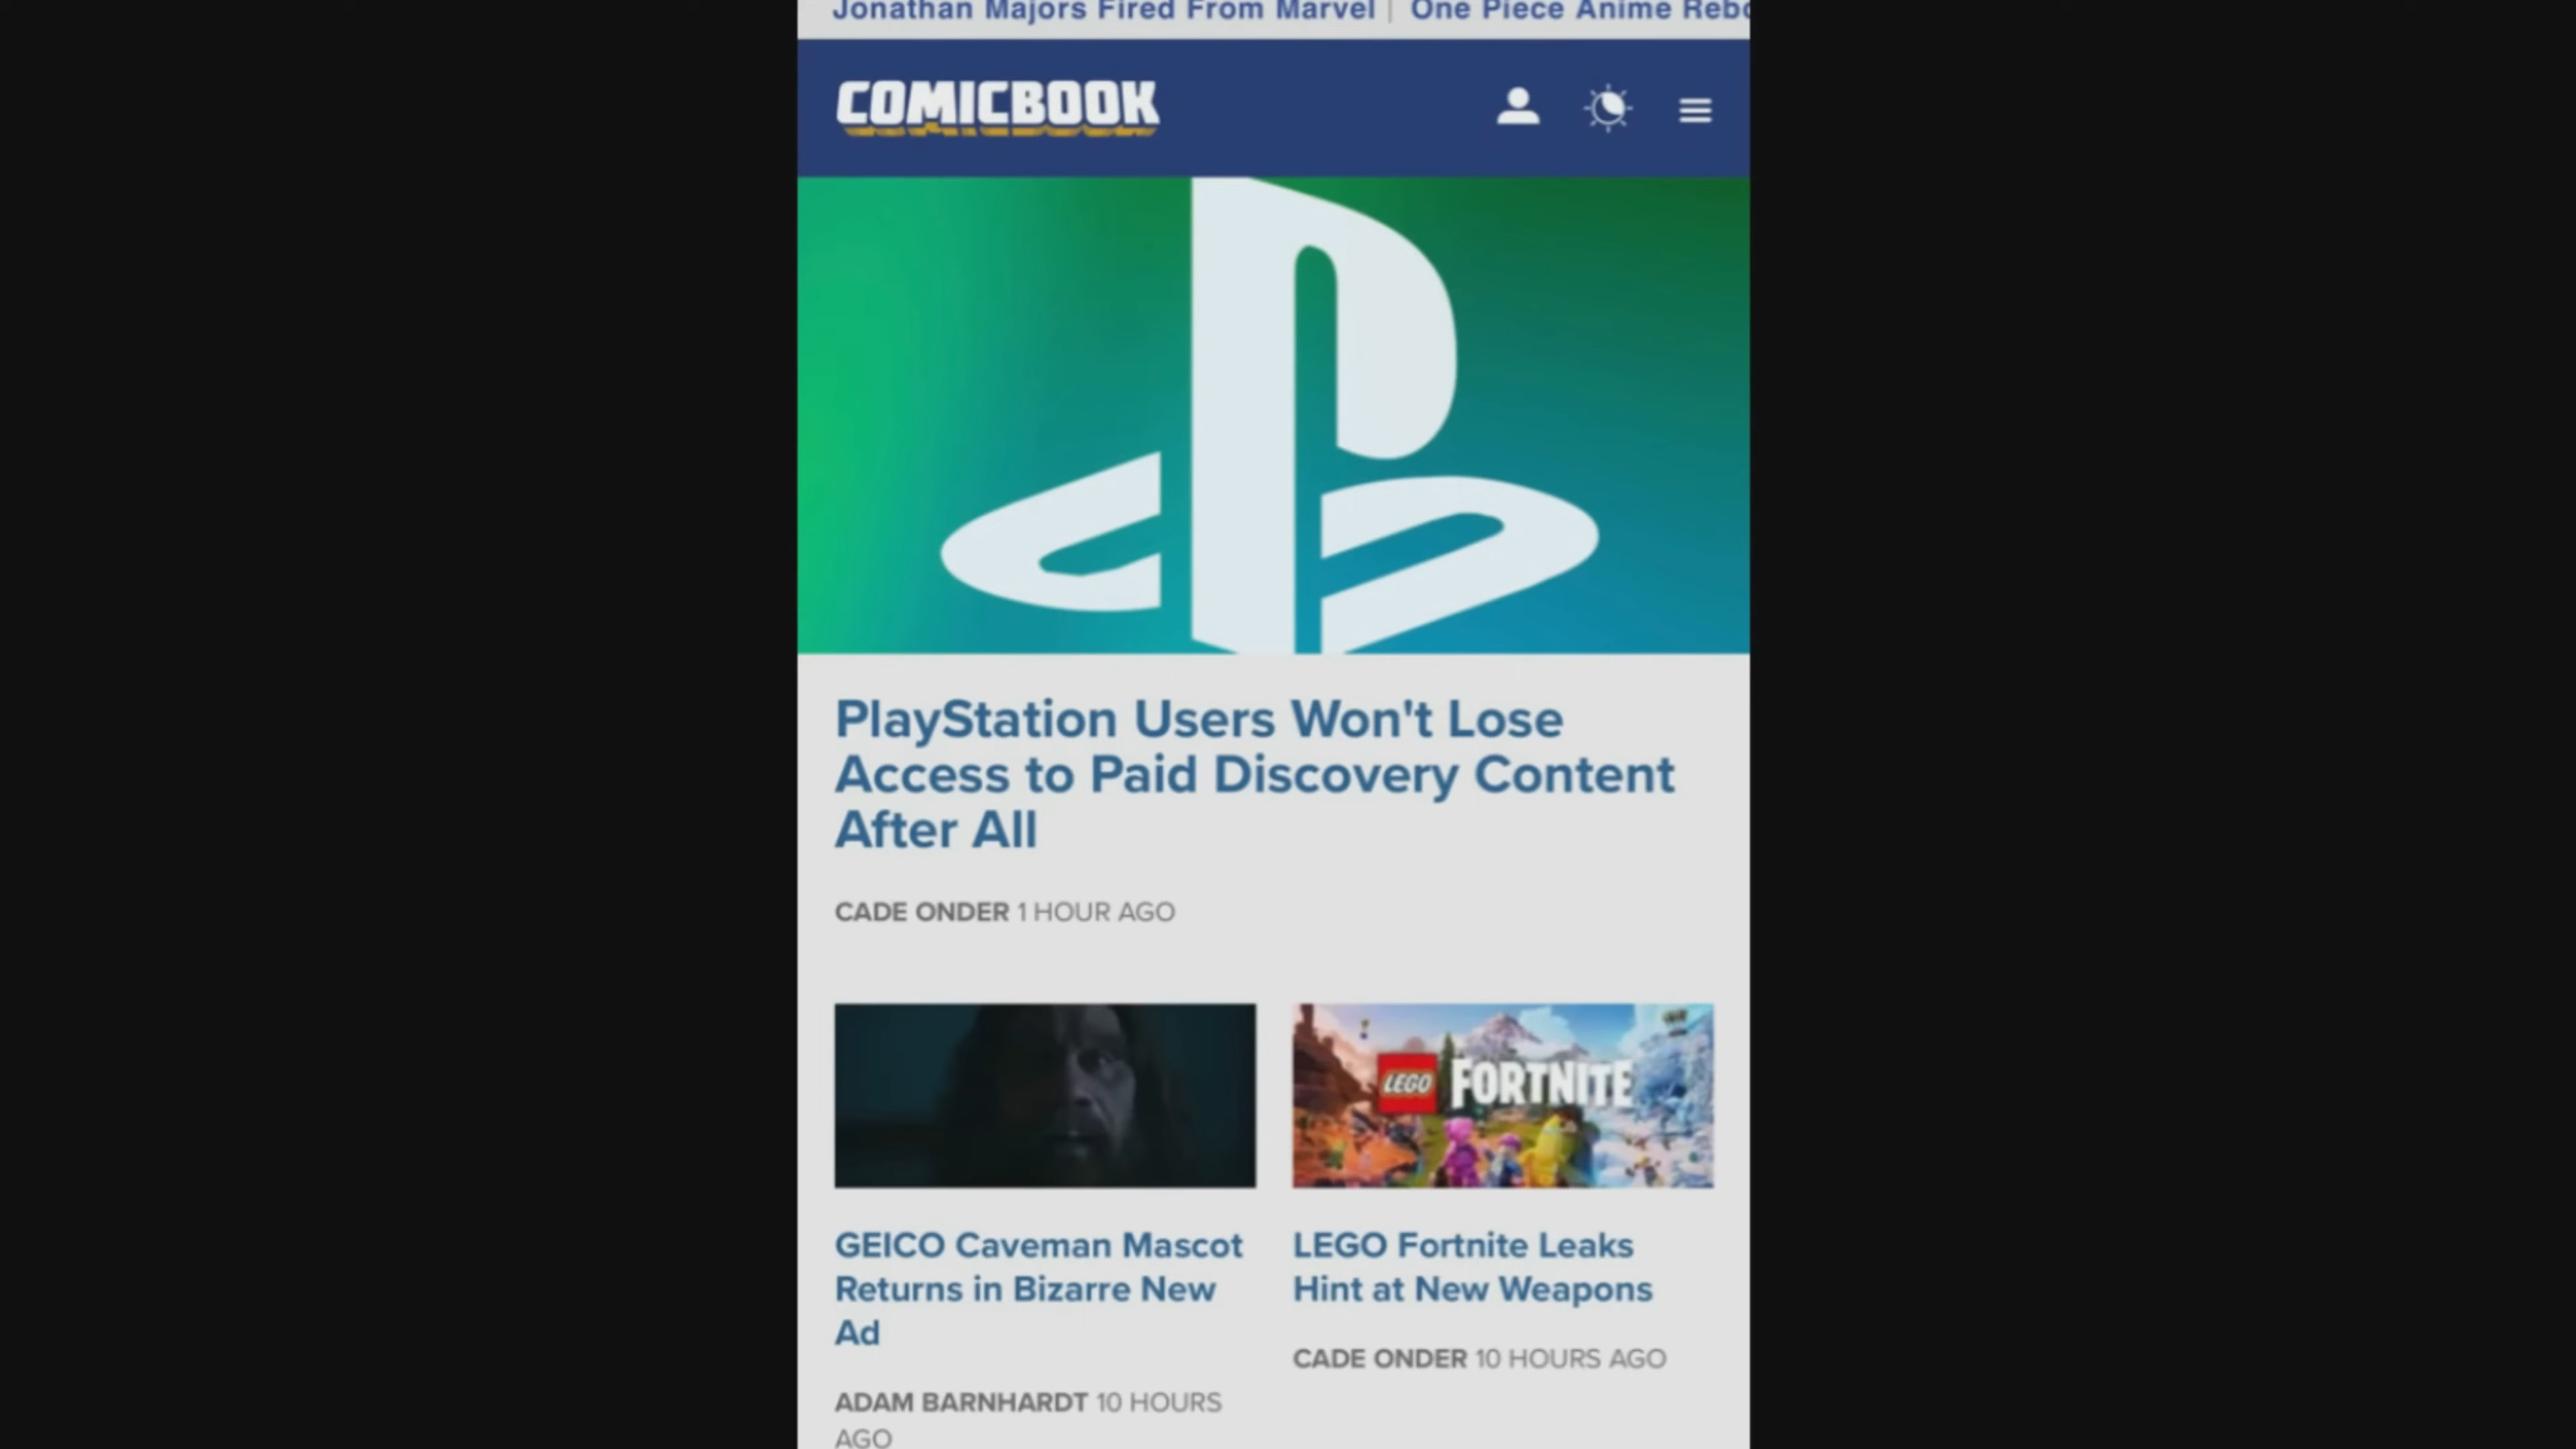 Jonathan Majors Fired From Marvel | One Piece Anime
COMICBOOK
PlayStation Users Won't Lose
Access to Paid Discovery Content
After All
CADE ONDER 1 HOUR AGO
LEGO FORTNITE
GEICO Caveman Mascot
Returns in Bizarre New
Ad
ADAM BARNHARDT 10 HOURS
AGO
LEGO Fortnite Leaks
Hint at New Weapons
CADE ONDER 10 HOURS AGO